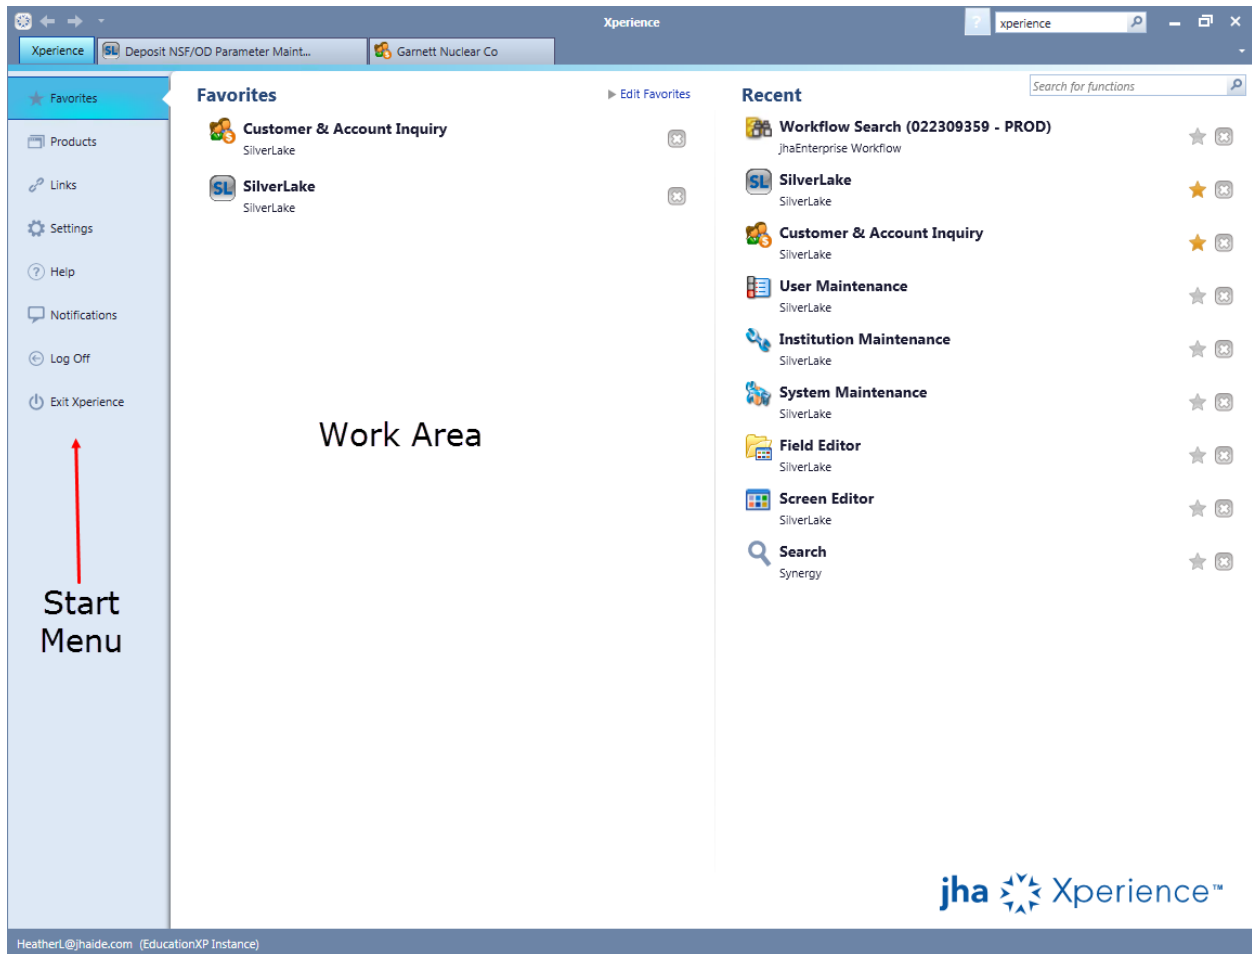 Xperience
?
xperience
Xperience
SL Deposit NSF/OD Parameter Maint...
Garnett Nuclear Co
Favorites
Products
Links
Settings
? Help
Notifications
Log Off
Exit Xperience
Start
Menu
Favorites
Edit Favorites
Customer & Account Inquiry
SilverLake
SL SilverLake
SilverLake
Work Area
Recent
Search for functions
Workflow Search (022309359 - PROD)
jhaEnterprise Workflow
SL SilverLake
SilverLake
Customer & Account Inquiry
SilverLake
User Maintenance
SilverLake
Institution Maintenance
SilverLake
System Maintenance
SilverLake
Field Editor
SilverLake
Screen Editor
SilverLake
Search
Synergy
jha Xperience™
HeatherL@jhaide.com (EducationXP Instance)